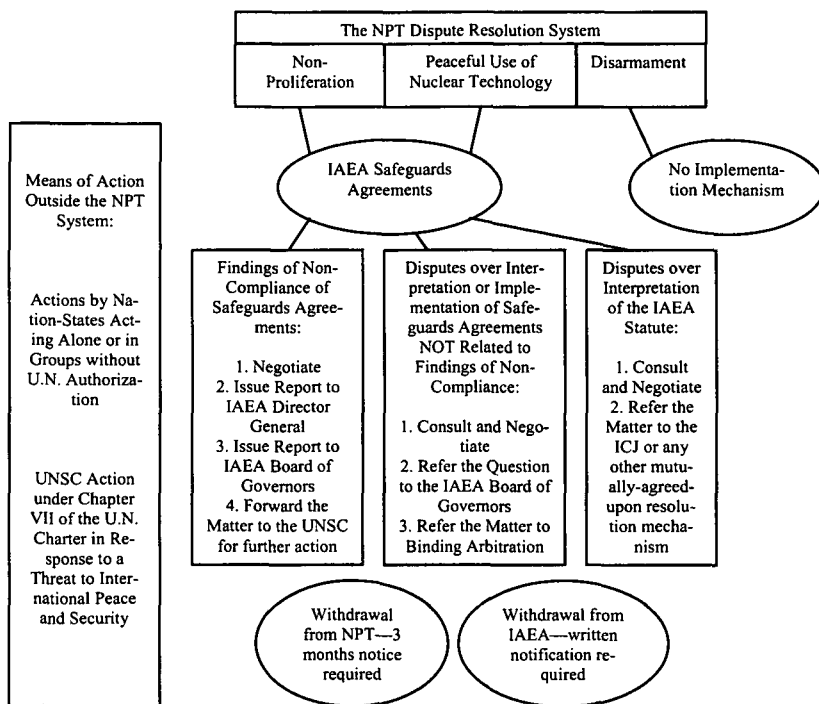 The NPT Dispute Resolution System
Non-
Proliferation
Peaceful Use of
Nuclear Technology
Disarmament
IAEA Safeguards
Agreements
No Implementa-
tion Mechanism
Means of Action
Outside the NPT
System:
Actions by Na-
tion-States Act-
ing Alone or in
Groups without
U.N. Authoriza-
tion
UNSC Action
under Chapter
VII of the U.N.
Charter in Re-
sponse to a
Threat to Inter-
national Peace
and Security
Findings of Non-
Compliance of
Safeguards Agree-
ments:
1. Negotiate
2. Issue Report to
IAEA Director
General
3. Issue Report to
IAEA Board of
Governors
4. Forward the
Matter to the UNSC
for further action
Disputes over Inter-
pretation or Imple-
mentation of Safe-
guards Agreements
NOT Related to
Findings of Non-
Compliance:
1. Consult and Nego-
tiate
2. Refer the Question
to the IAEA Board of
Governors
3. Refer the Matter to
Binding Arbitration
Disputes over
Interpretation
of the IAEA
Statute:
1. Consult
and Negotiate
2. Refer the
Matter to the
ICJ or any
other mutu-
ally-agreed-
upon resolu-
tion mecha-
nism
Withdrawal
from NPT—3
months notice
required
Withdrawal from
IAEA—written
notification re-
quired